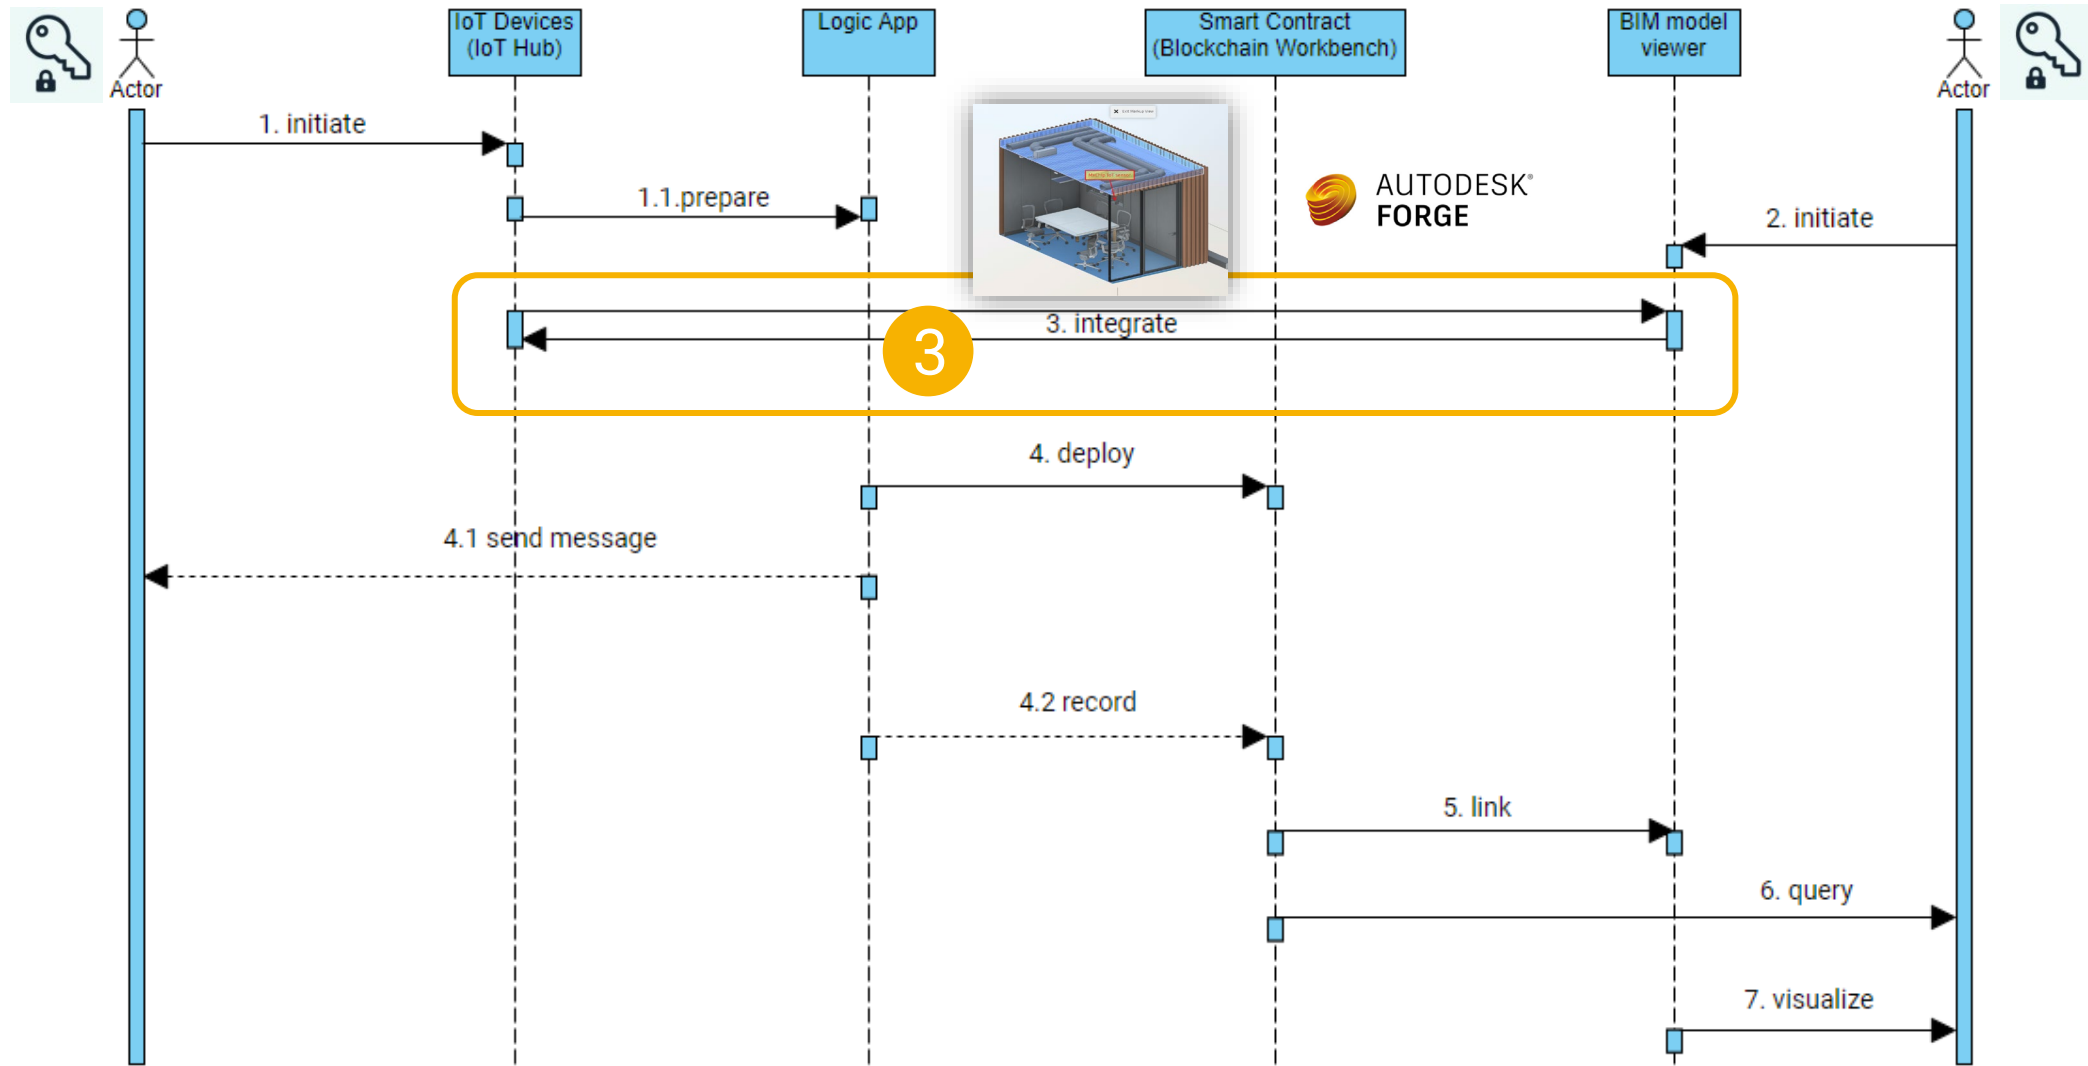 IoT Devices
(IoT Hub)
Logic App
Smart Contract
(Blockchain Workbench)
BIM model
viewer
Actor
Actor
1. initiate
1.1.prepare
AUTODESK®
FORGE
2. initiate
3. integrate
3
4. deploy
4.1 send message
4.2 record
5. link
6. query
7. visualize